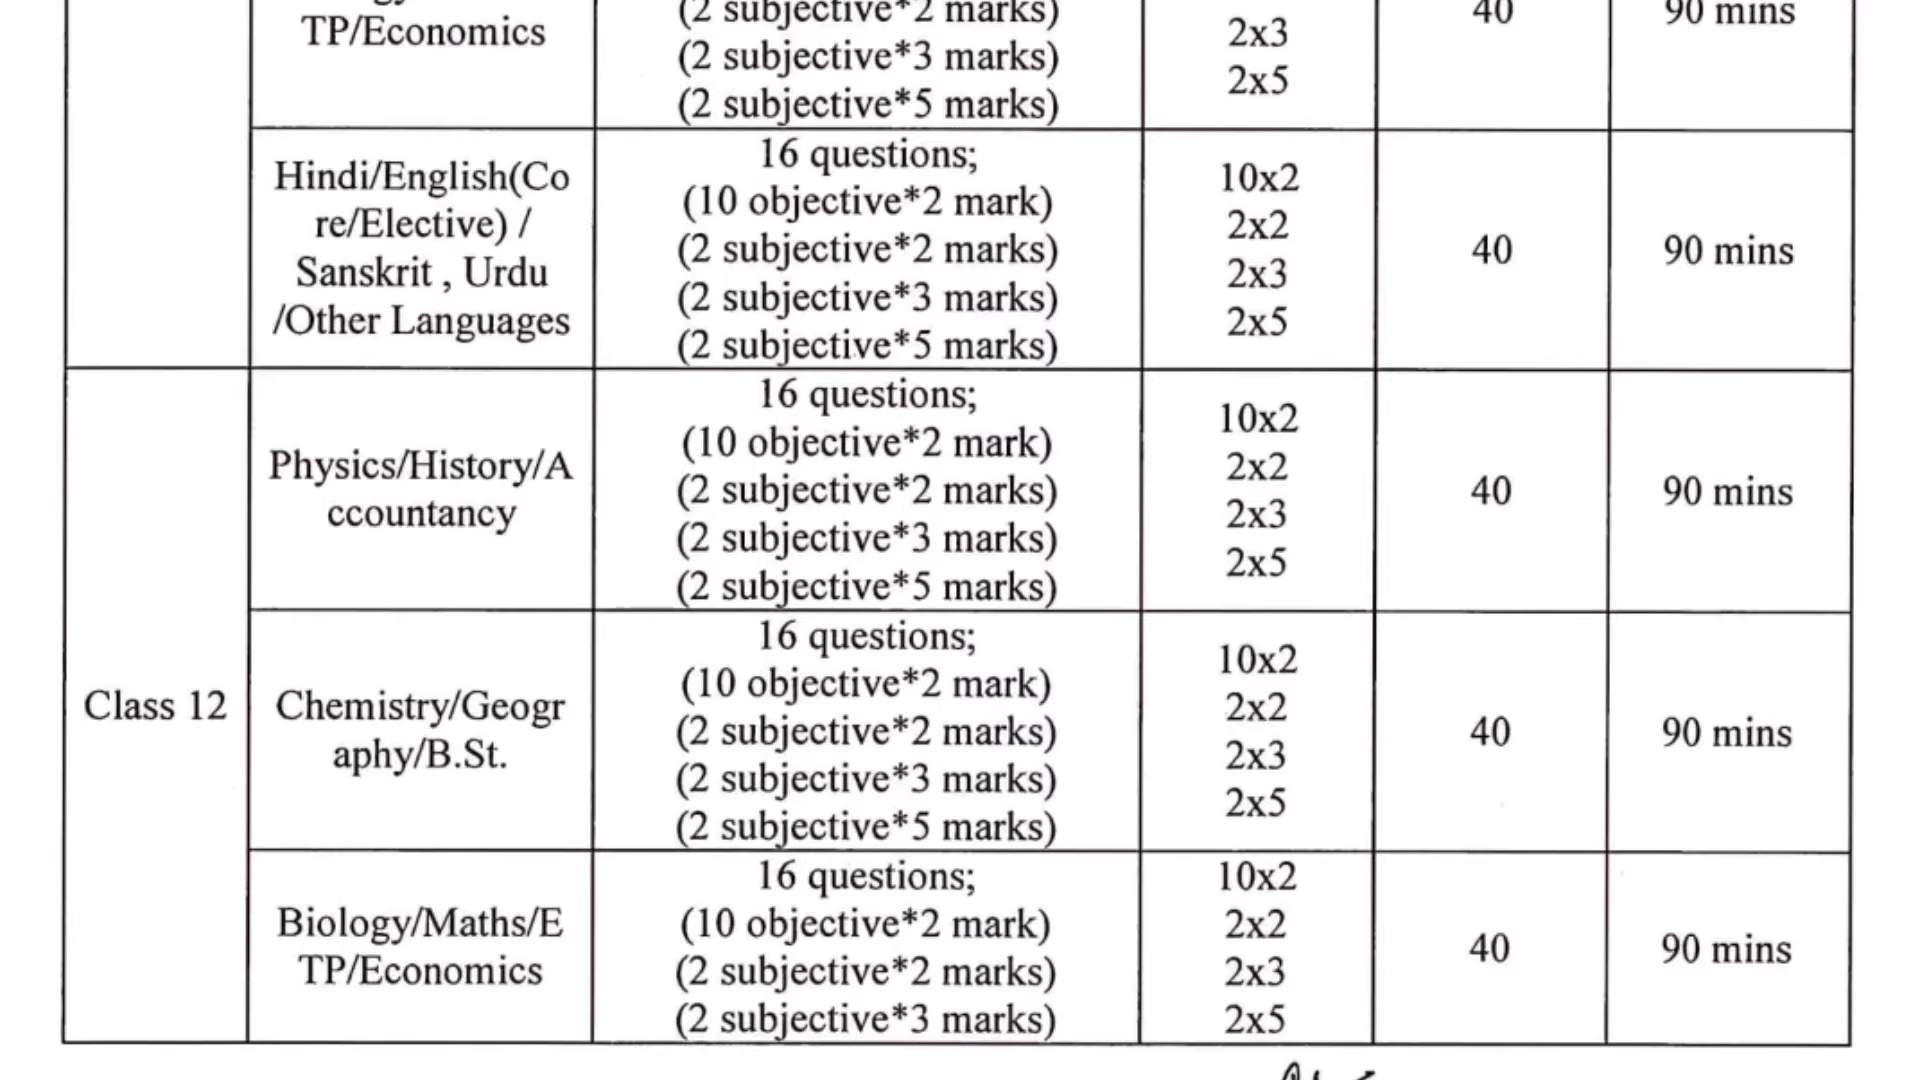 TP/Economics
(2 subjective*2 marks)
(2 subjective*3 marks)
(2 subjective*5 marks)
2x3
2x5
40
90 mins
Hindi/English(Co
re/Elective) /
Sanskrit , Urdu
/Other Languages
16 questions;
(10 objective*2 mark)
(2 subjective*2 marks)
(2 subjective*3 marks)
(2 subjective*5 marks)
10x2
2x2
2x3
2x5
40
90 mins
Class 12
Physics/History/A
ccountancy
16 questions;
(10 objective*2 mark)
(2 subjective*2 marks)
(2 subjective*3 marks)
(2 subjective*5 marks)
10x2
2x2
2x3
2x5
40
90 mins
Chemistry/Geogr
aphy/B.St.
16 questions;
(10 objective*2 mark)
(2 subjective*2 marks)
(2 subjective*3 marks)
(2 subjective*5 marks)
10x2
2x2
2x3
2x5
40
90 mins
Biology/Maths/E
TP/Economics
16 questions;
(10 objective*2 mark)
(2 subjective*2 marks)
(2 subjective*3 marks)
10x2
2x2
2x3
2x5
40
90 mins